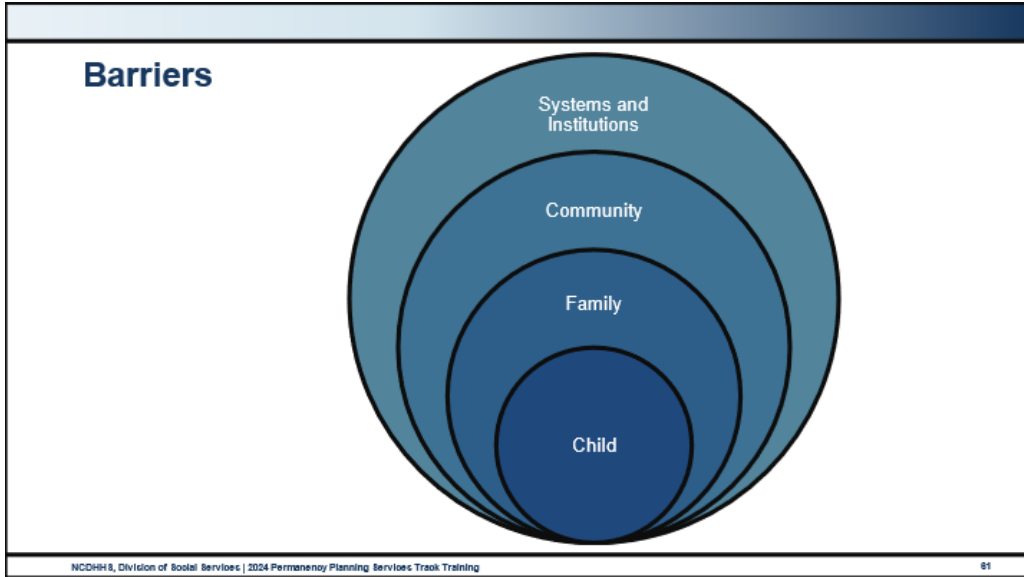 Barriers
Systems and
Institutions
Community
Family
Child
NCDHHS, Division of Social Services | 2024 Permanency Planning Services Track Training
61